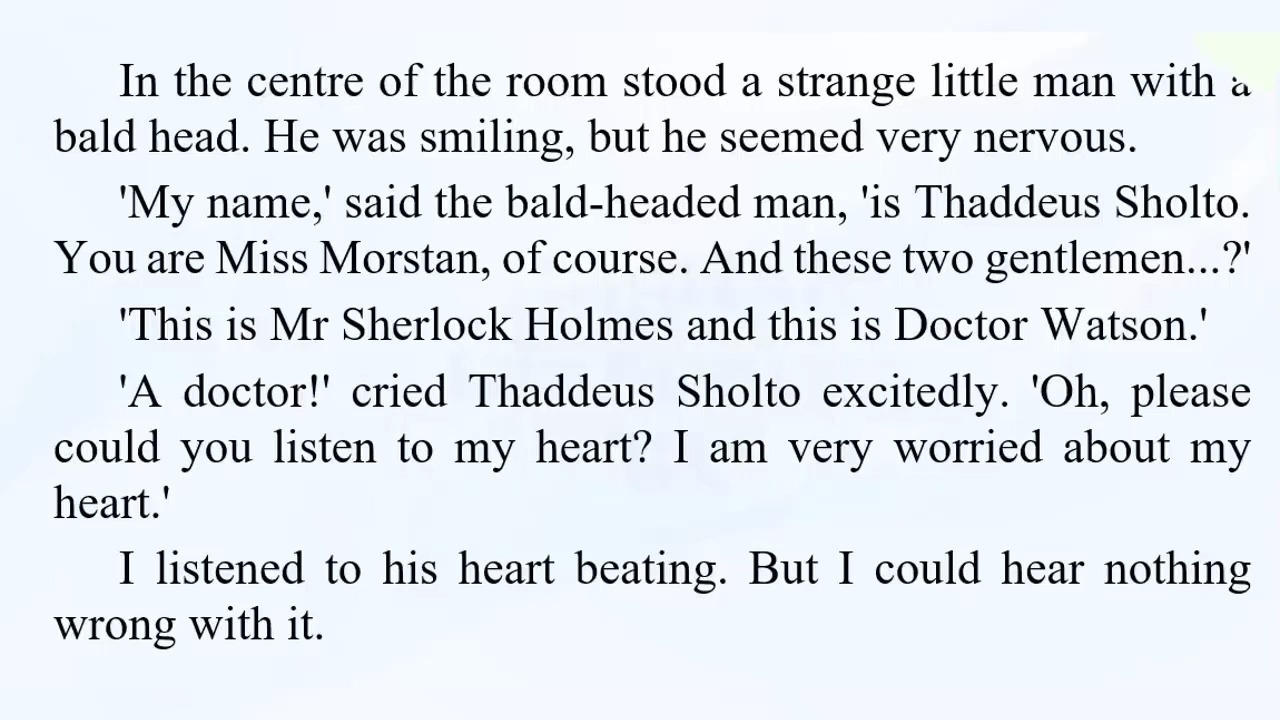 In the centre of the room stood a strange little man with a
bald head. He was smiling, but he seemed very nervous.
'My name,' said the bald-headed man, 'is Thaddeus Sholto.
You are Miss Morstan, of course. And these two gentlemen...?'
'This is Mr Sherlock Holmes and this is Doctor Watson.'
'A doctor!' cried Thaddeus Sholto excitedly. 'Oh, please
could you listen to my heart? I am very worried about my
heart.'
I listened to his heart beating. But I could hear nothing
wrong with it.